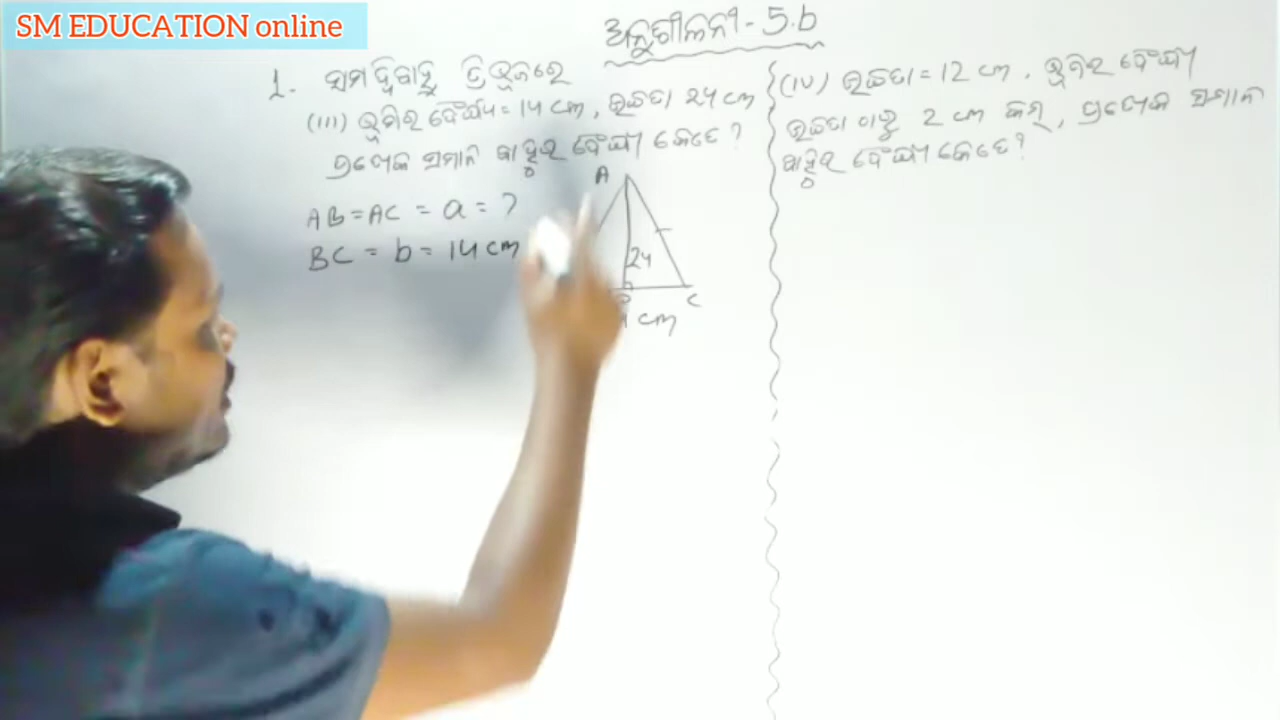 SM EDUCATION online
ଅନୁଶୀଳନୀ - 5.b
1. ସମଦ୍ୱିବାହୁ ତ୍ରିଭୁଜରେ
(iii) ଭୂମିର ଦୈର୍ଘ୍ୟ = 14 cm, ଉଚ୍ଚତା 24 cm
ପ୍ରତ୍ୟେକ ସମାନ ବାହୁର ଦୈର୍ଘ୍ୟ କେତେ ?
AB = AC = a = ?
BC = b = 14 cm
A
24
C
cm
(iv) ଉଚ୍ଚତା = 12 cm, ଭୂମିର ଦୈର୍ଘ୍ୟ
ଉଚ୍ଚତା ଠାରୁ 2 cm କମ୍, ପ୍ରତ୍ୟେକ ସମାନ
ବାହୁର ଦୈର୍ଘ୍ୟ କେତେ ?